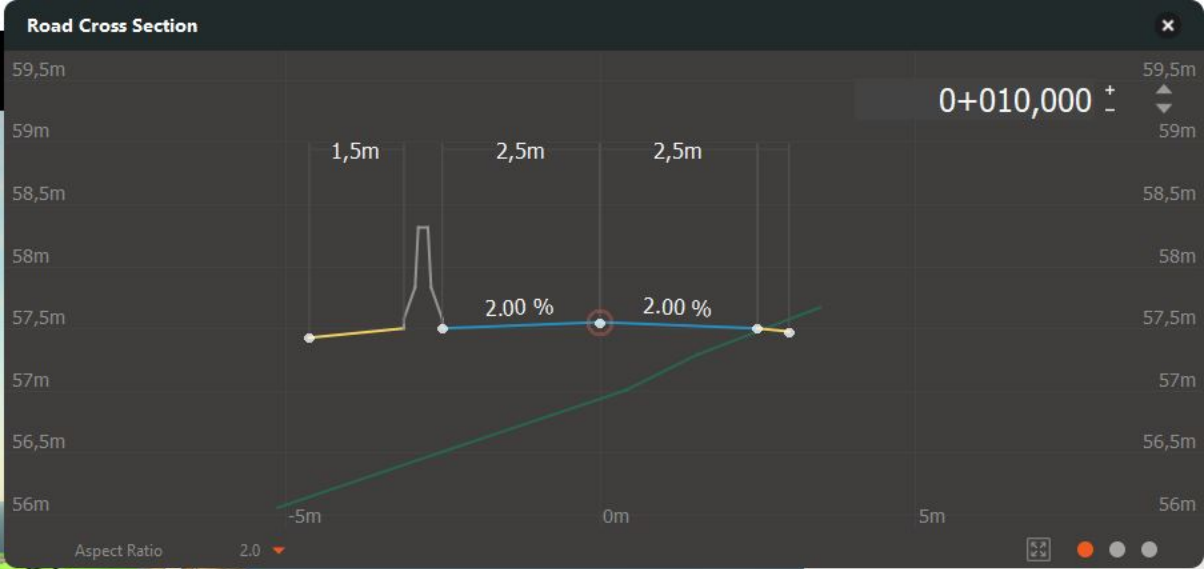 Road Cross Section
59,5m 59,5m
0+010,000 + −
59m 59m
1,5m 2,5m 2,5m
58,5m 58,5m
58m 58m
2.00 % 2.00 %
57,5m 57,5m
57m 57m
56,5m 56,5m
56m 56m
-5m 0m 5m
Aspect Ratio 2.0